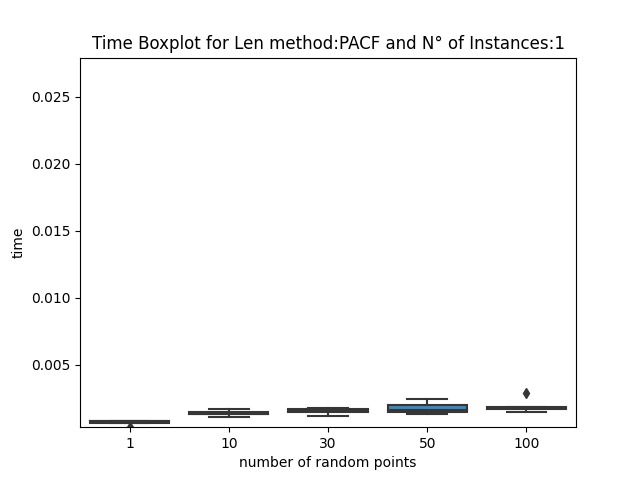 Time Boxplot for Len method:PACF and N° of Instances:1
0.025
0.020
0.015
0.010
0.005
time
1 10 30 50 100
number of random points